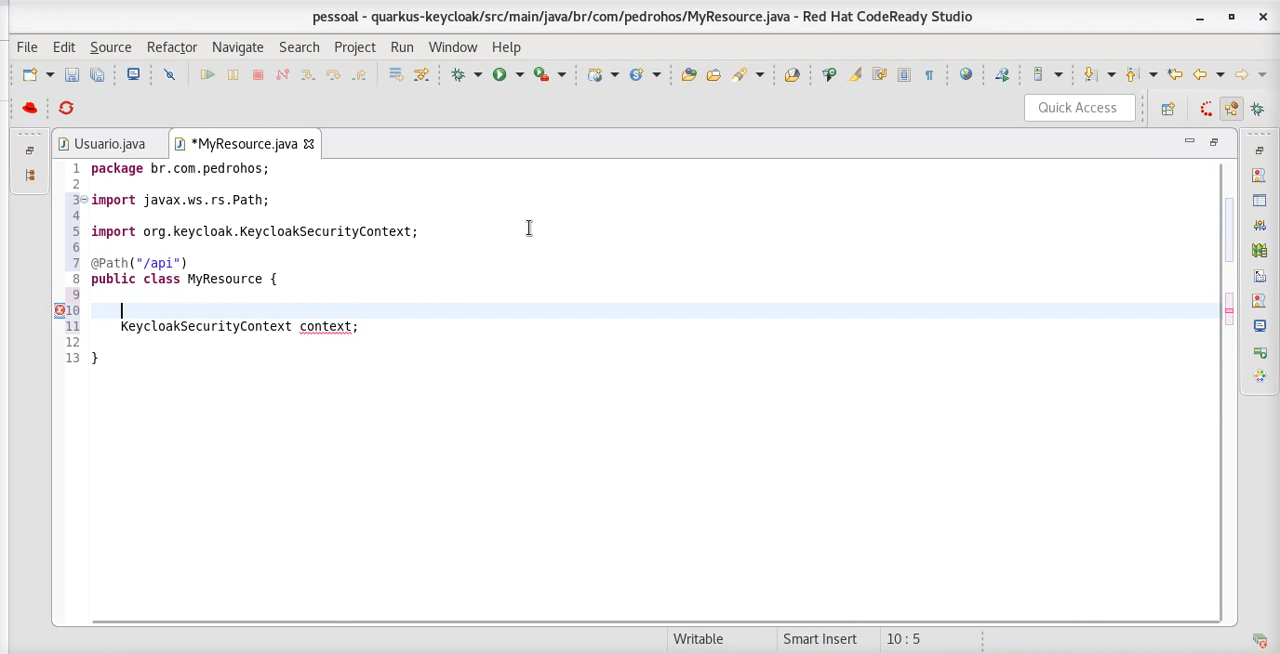 pessoal - quarkus-keycloak/src/main/java/br/com/pedrohos/MyResource.java - Red Hat CodeReady Studio
File Edit Source Refactor Navigate Search Project Run Window Help
Quick Access
Usuario.java *MyResource.java
1 package br.com.pedrohos;
2
3 import javax.ws.rs.Path;
4
5 import org.keycloak.KeycloakSecurityContext;
6
7 @Path("/api")
8 public class MyResource {
9
10
11 KeycloakSecurityContext context;
12
13 }
Writable Smart Insert 10 : 5